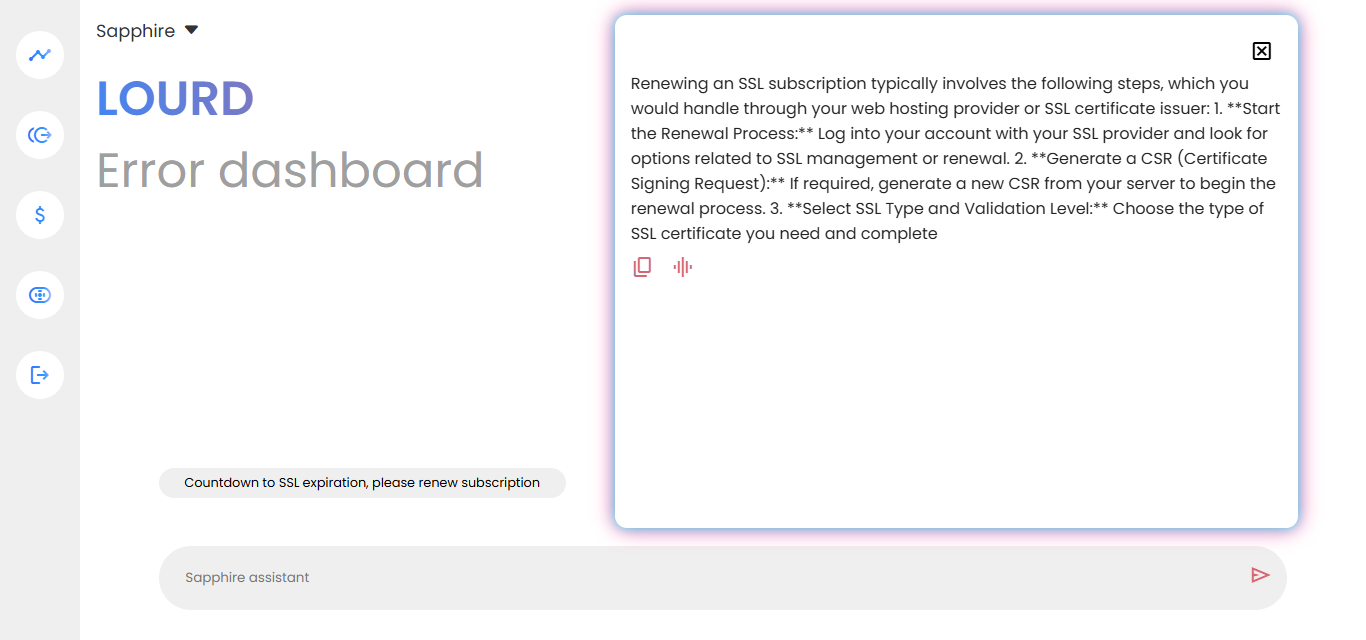 Sapphire
LOURD
Error dashboard
Renewing an SSL subscription typically involves the following steps, which you
would handle through your web hosting provider or SSL certificate issuer: 1. **Start
the Renewal Process:** Log into your account with your SSL provider and look for
options related to SSL management or renewal. 2. **Generate a CSR (Certificate
Signing Request):** If required, generate a new CSR from your server to begin the
renewal process. 3. **Select SSL Type and Validation Level:** Choose the type of
SSL certificate you need and complete
Countdown to SSL expiration, please renew subscription
Sapphire assistant